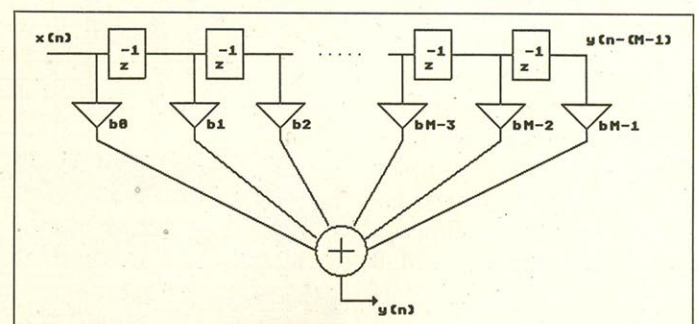 x(n) -1 z -1 z ..... -1 z -1 z y(n-(M-1)
b0 b1 b2 bM-3 bM-2 bM-1
+
y(n)